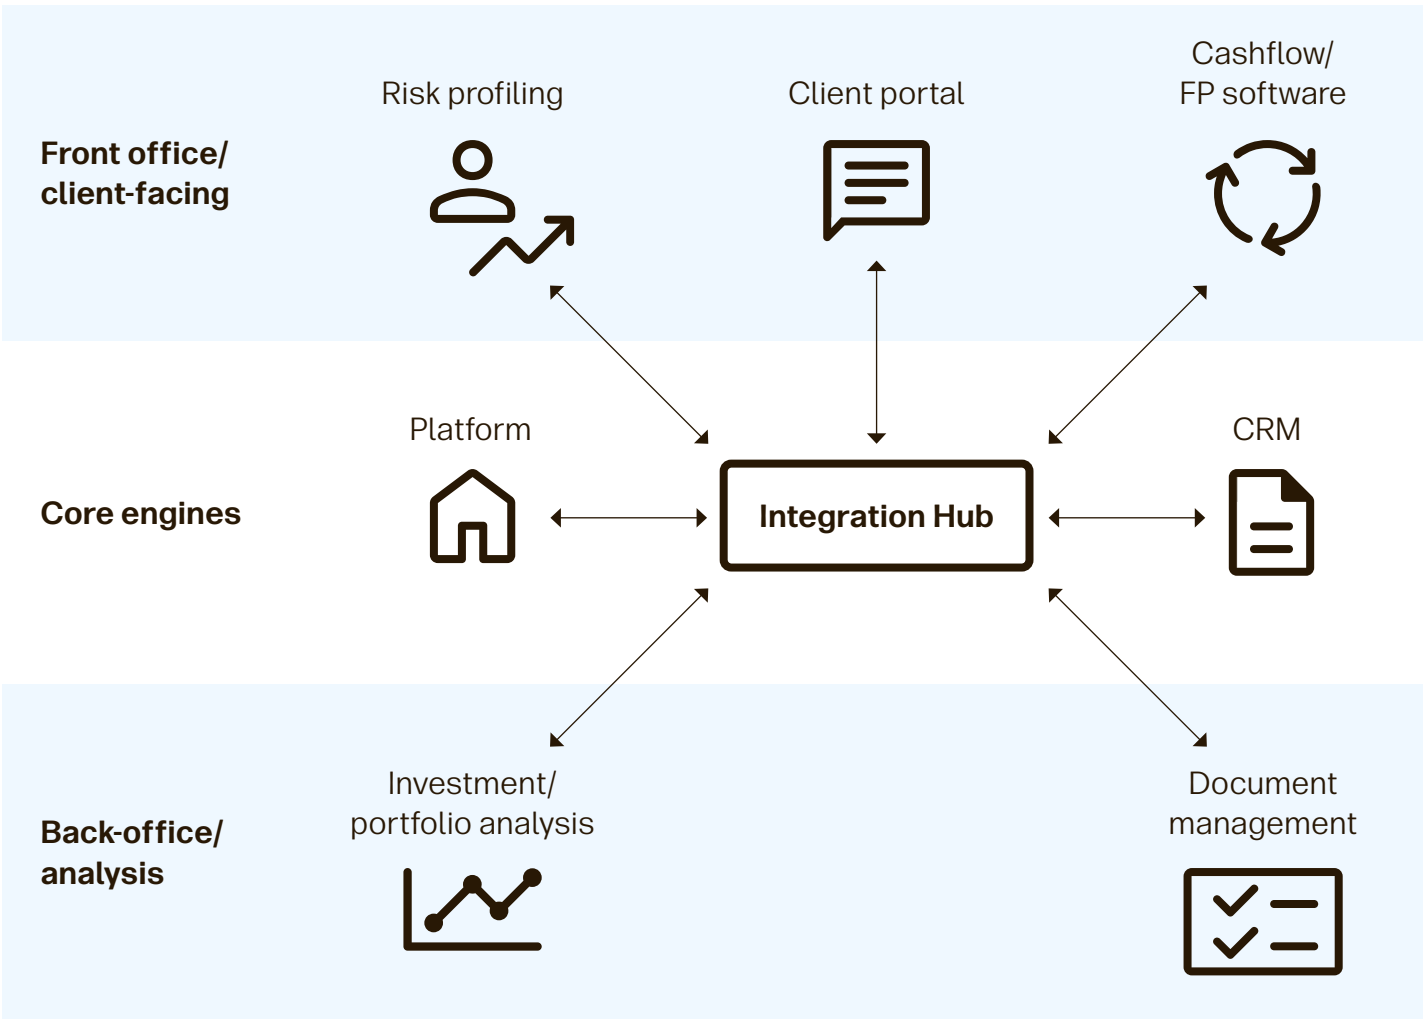 Cashflow/
FP software
Risk profiling
Client portal
Front office/
client-facing
Platform
CRM
Core engines
Integration Hub
Investment/
portfolio analysis
Document
management
Back-office/
analysis